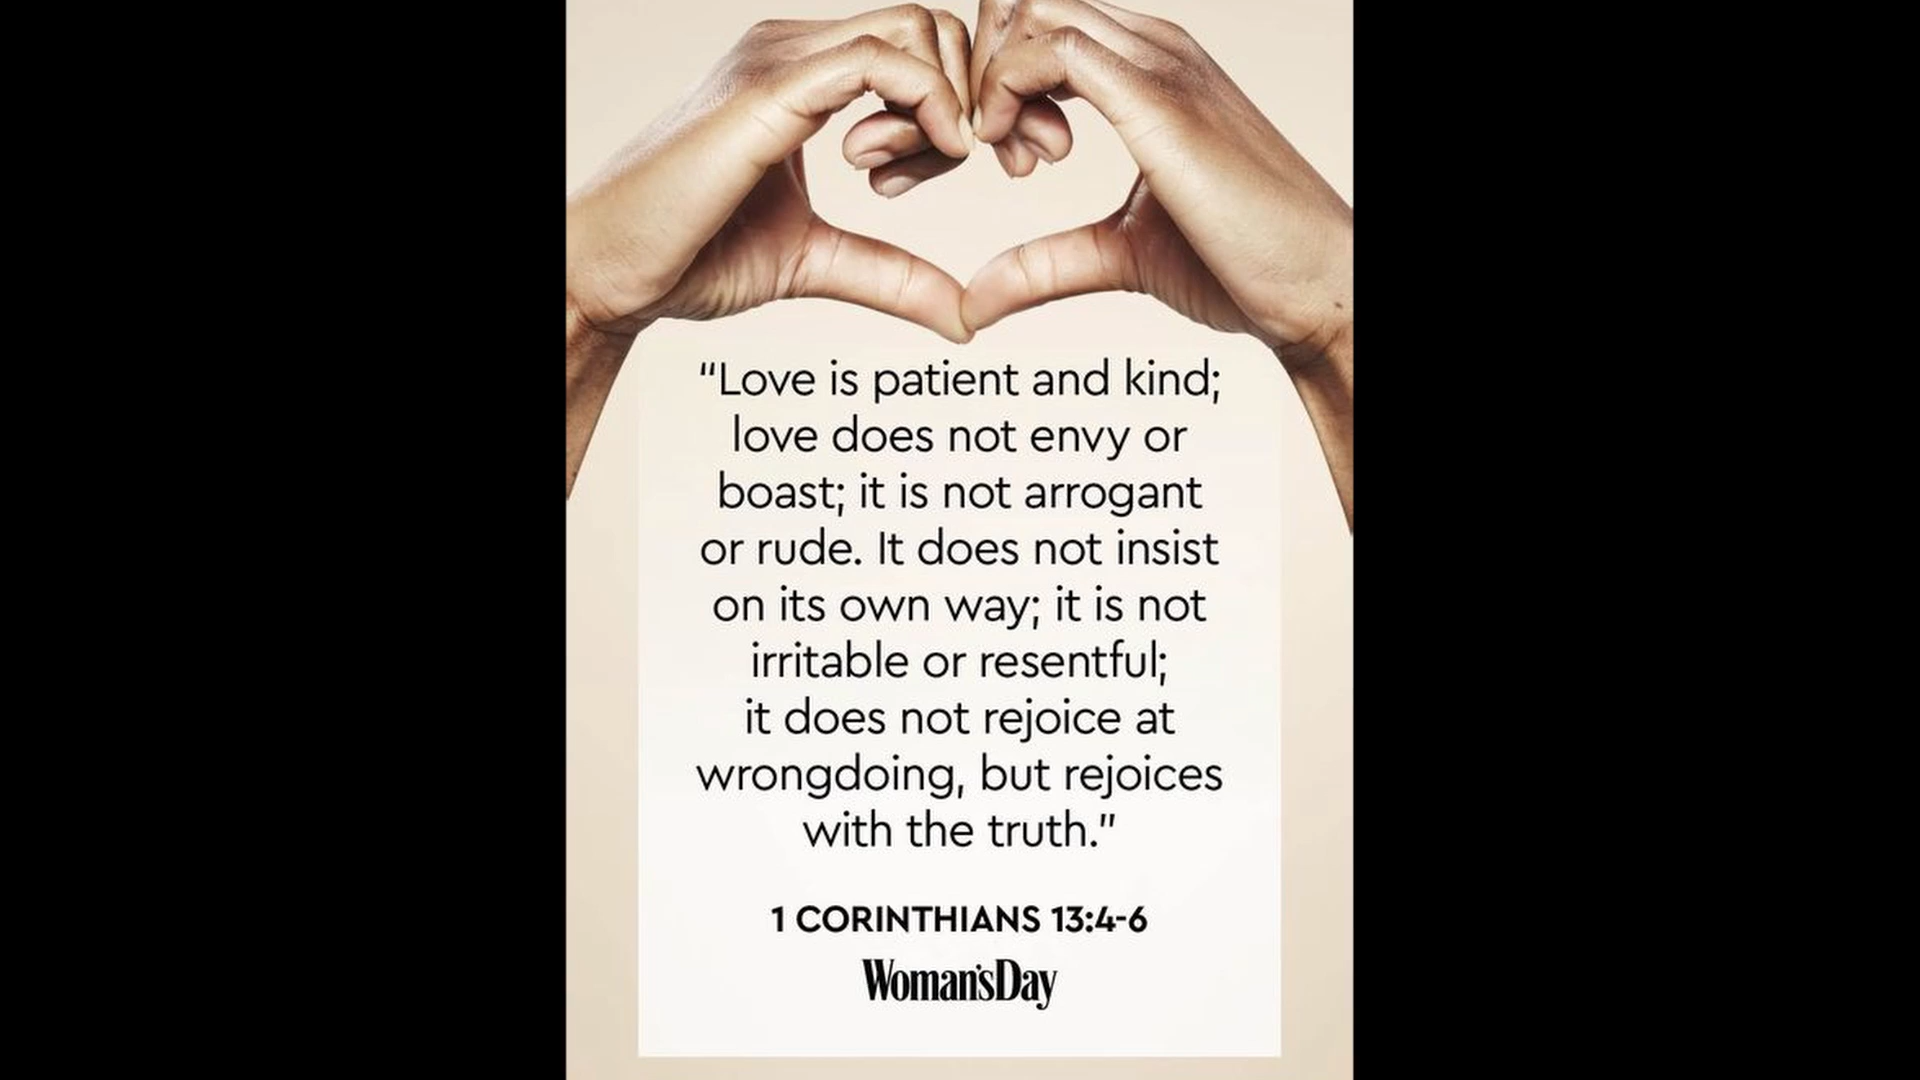 “Love is patient and kind;
love does not envy or
boast; it is not arrogant
or rude. It does not insist
on its own way; it is not
irritable or resentful;
it does not rejoice at
wrongdoing, but rejoices
with the truth.”
1 CORINTHIANS 13:4-6
Woman'sDay